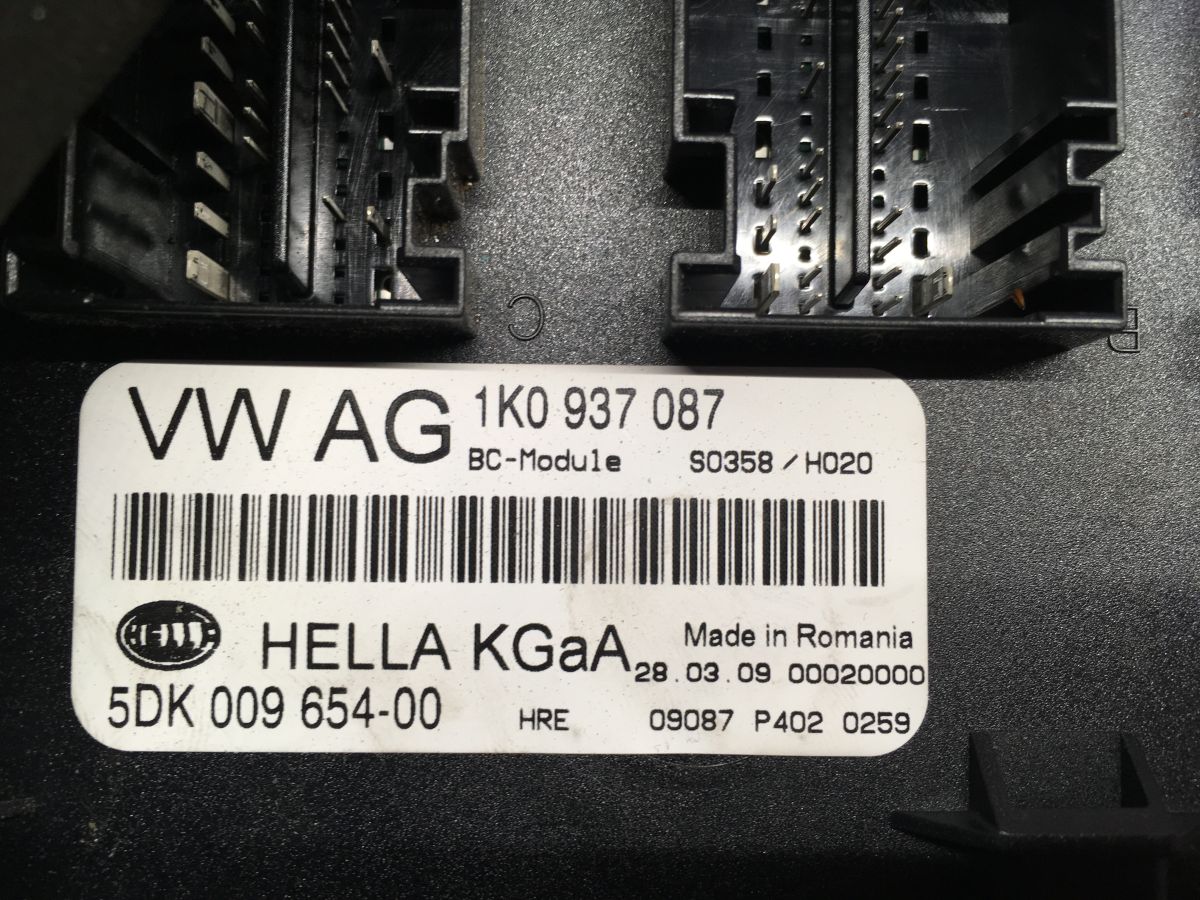 C
B
VW AG 1K0 937 087
BC-Module S0358 / H020
HELLA HELLA KGaA Made in Romania
28.03.09 00020000
5DK 009 654-00 HRE 09087 P402 0259